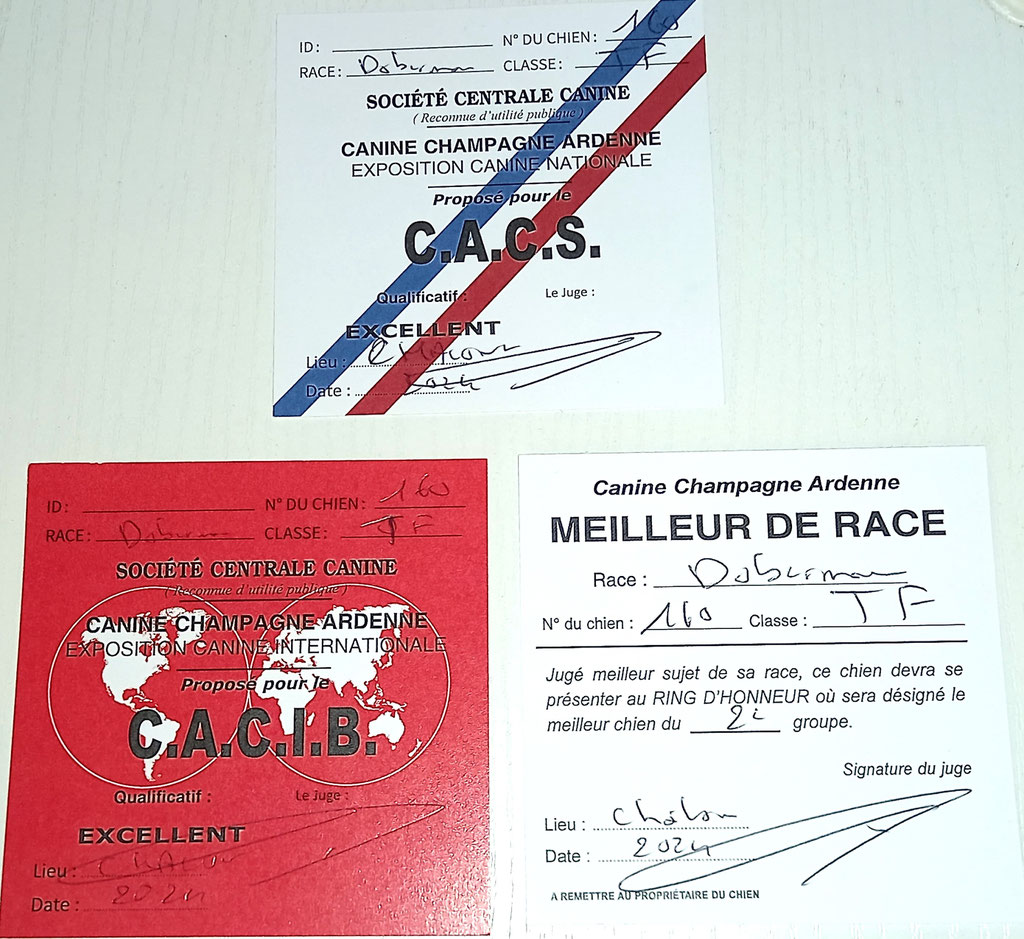 ID : N° DU CHIEN : 160
RACE : Doberman CLASSE : TF
SOCIÉTÉ CENTRALE CANINE
( Reconnue d'utilité publique )
CANINE CHAMPAGNE ARDENNE
EXPOSITION CANINE NATIONALE
Proposé pour le
C.A.C.S.
Qualificatif : Le Juge :
EXCELLENT
Lieu : Chalon
Date : 2024
ID : N° DU CHIEN : 160
RACE : Doberman CLASSE : TF
SOCIÉTÉ CENTRALE CANINE
( Reconnue d'utilité publique )
CANINE CHAMPAGNE ARDENNE
EXPOSITION CANINE INTERNATIONALE
Proposé pour le
C.A.C.I.B.
Qualificatif : Le Juge :
EXCELLENT
Lieu : Chalon
Date : 2024
Canine Champagne Ardenne
MEILLEUR DE RACE
Race : Doberman
N° du chien : 160 Classe : TF
Jugé meilleur sujet de sa race, ce chien devra se
présenter au RING D'HONNEUR où sera désigné le
meilleur chien du 2e groupe.
Signature du juge
Lieu : Châlon
Date : 2024
A REMETTRE AU PROPRIÉTAIRE DU CHIEN